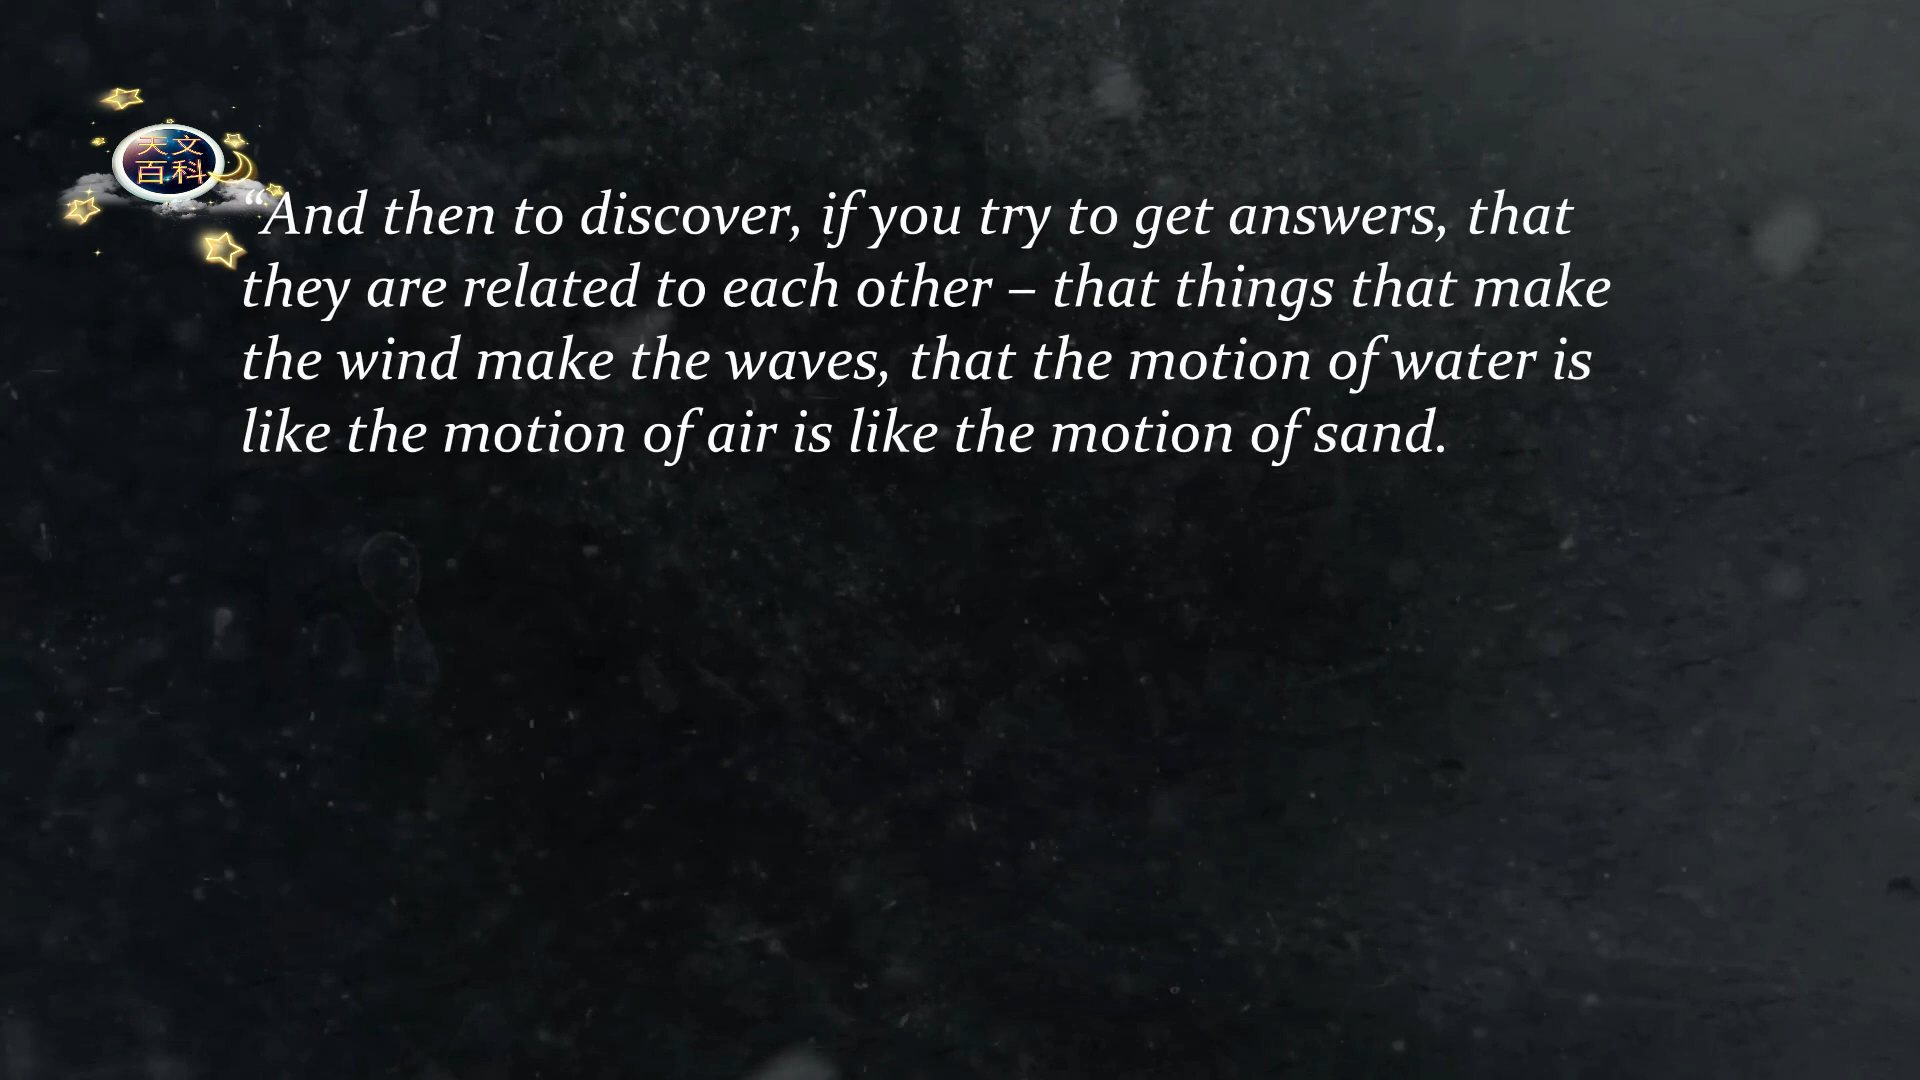 天文
百科
“And then to discover, if you try to get answers, that
they are related to each other – that things that make
the wind make the waves, that the motion of water is
like the motion of air is like the motion of sand.